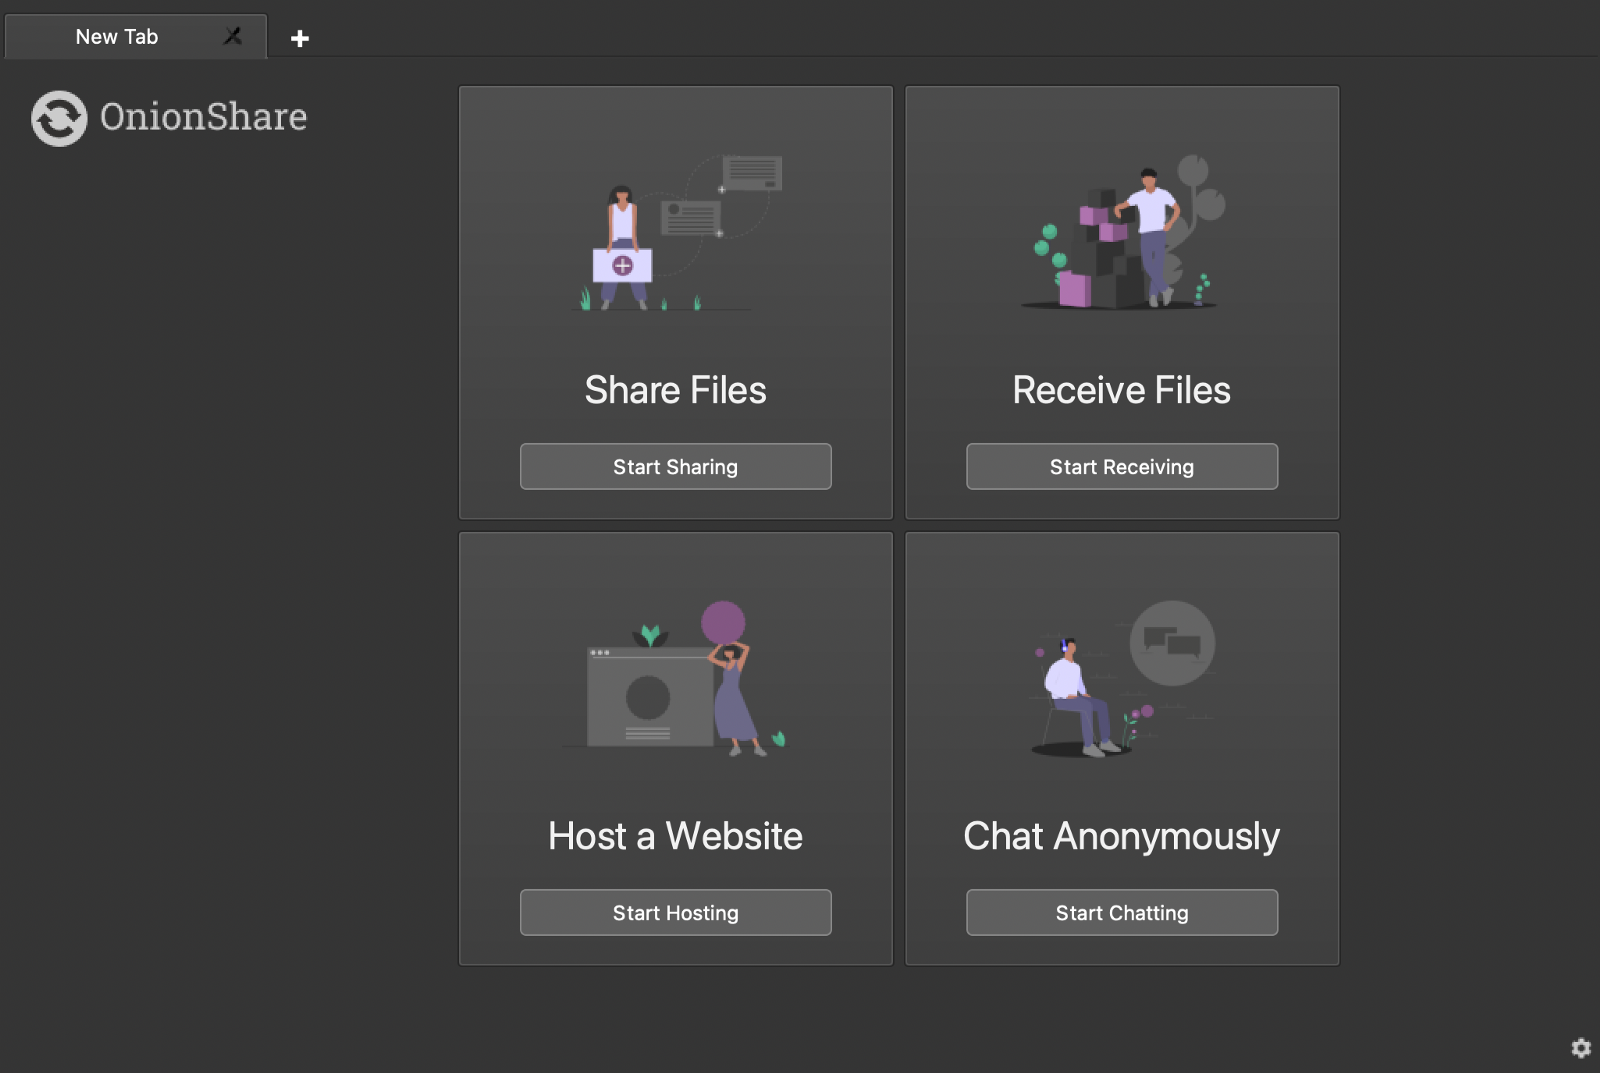 New Tab
OnionShare
Share Files
Start Sharing
Receive Files
Start Receiving
Host a Website
Start Hosting
Chat Anonymously
Start Chatting